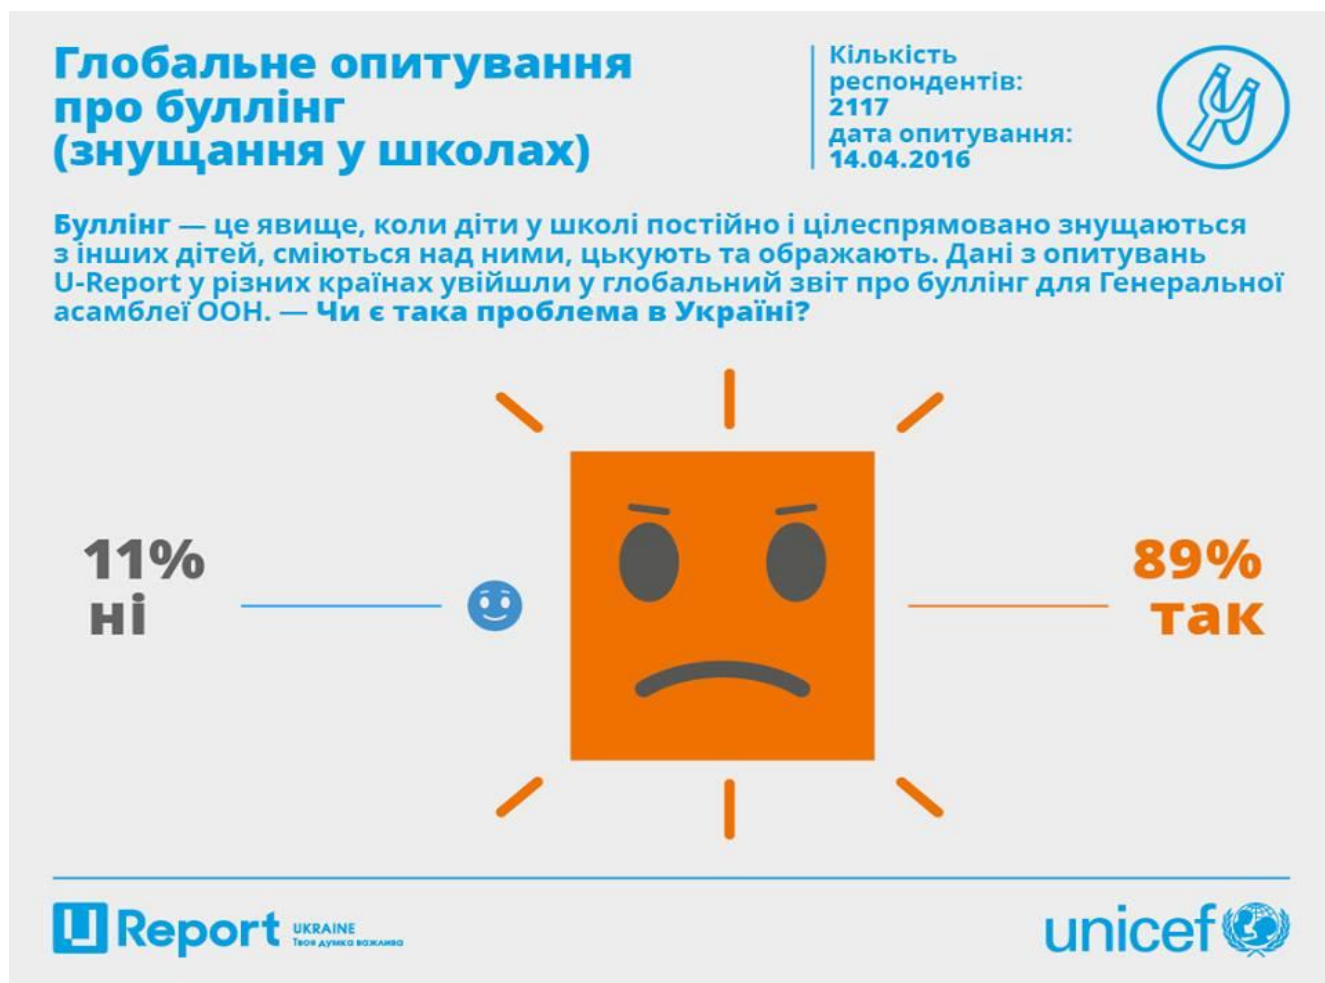 Глобальне опитування
про буллінг
(знущання у школах)
Кількість
респондентів:
2117
дата опитування:
14.04.2016
Буллінг — це явище, коли діти у школі постійно і цілеспрямовано знущаються
з інших дітей, сміються над ними, цькують та ображають. Дані з опитувань
U-Report у різних країнах увійшли у глобальний звіт про буллінг для Генеральної
асамблеї ООН. — Чи є така проблема в Україні?
11%
ні
89%
так
U Report UKRAINE
Твоя думка важлива
unicef